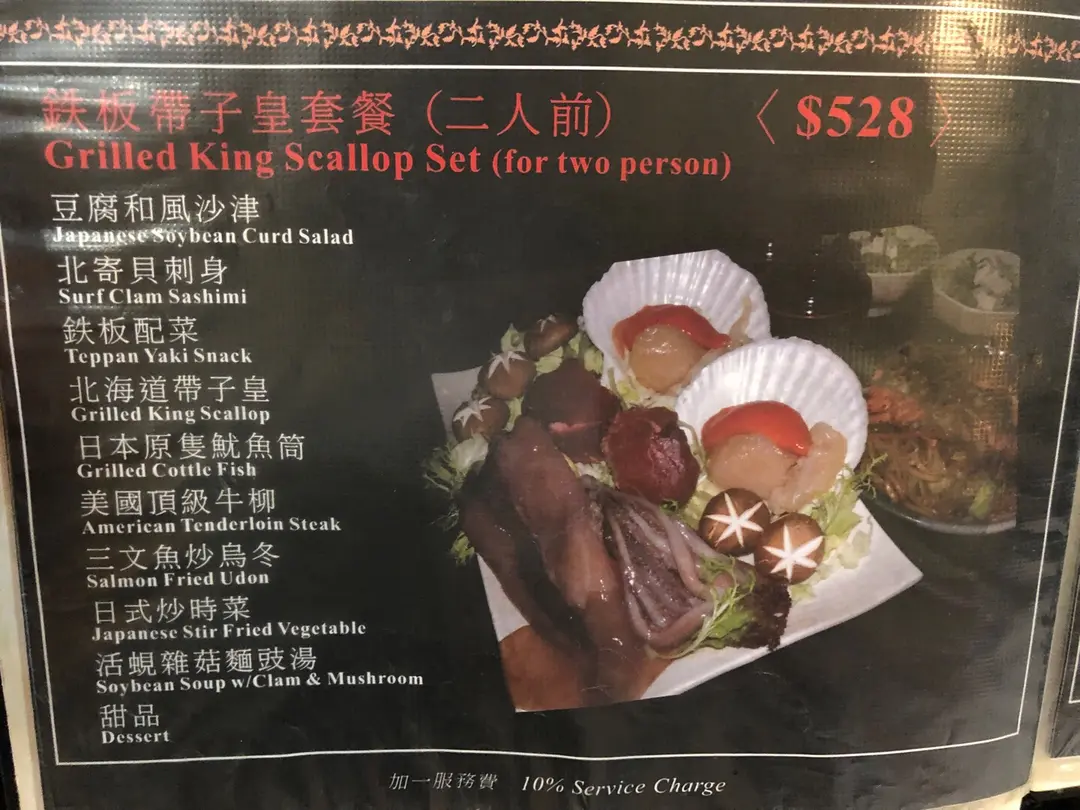 鉄板帶子皇套餐（二人前） 〈 $528 〉
Grilled King Scallop Set (for two person)
豆腐和風沙津
Japanese Soybean Curd Salad
北寄貝刺身
Surf Clam Sashimi
鉄板配菜
Teppan Yaki Snack
北海道帶子皇
Grilled King Scallop
日本原隻魷魚筒
Grilled Cottle Fish
美國頂級牛柳
American Tenderloin Steak
三文魚炒烏冬
Salmon Fried Udon
日式炒時菜
Japanese Stir Fried Vegetable
活蜆雜菇麵豉湯
Soybean Soup w/Clam & Mushroom
甜品
Dessert
加一服務費 10% Service Charge